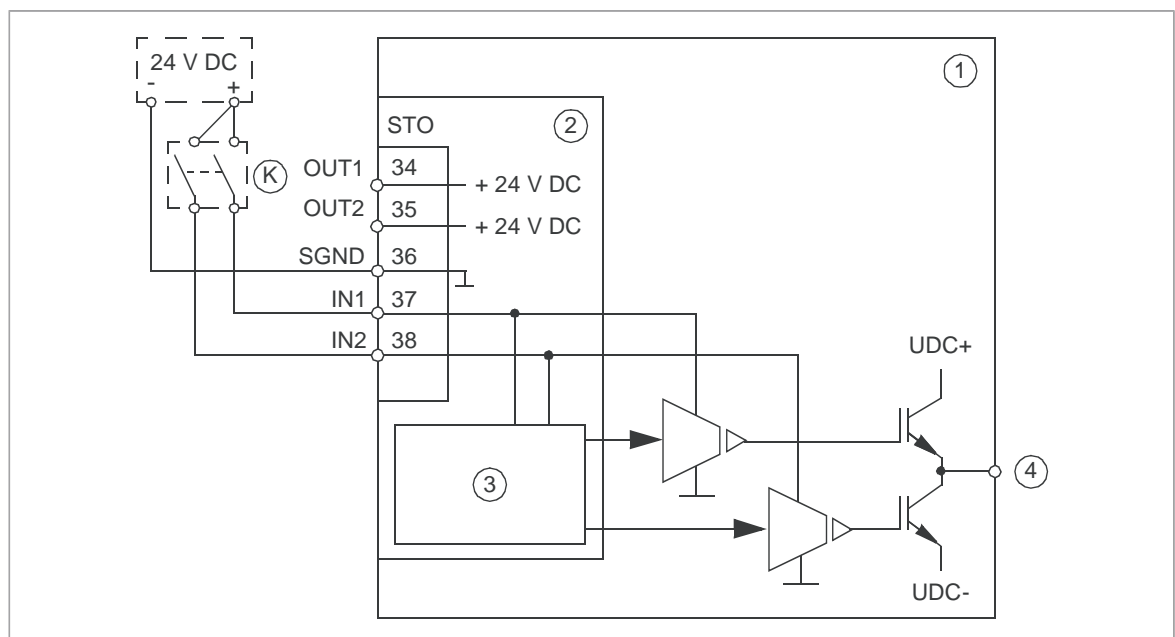 24 V DC
- +
1
2
STO
K
OUT1 34 + 24 V DC
OUT2 35 + 24 V DC
SGND 36
IN1 37
IN2 38
UDC+
3
4
UDC-